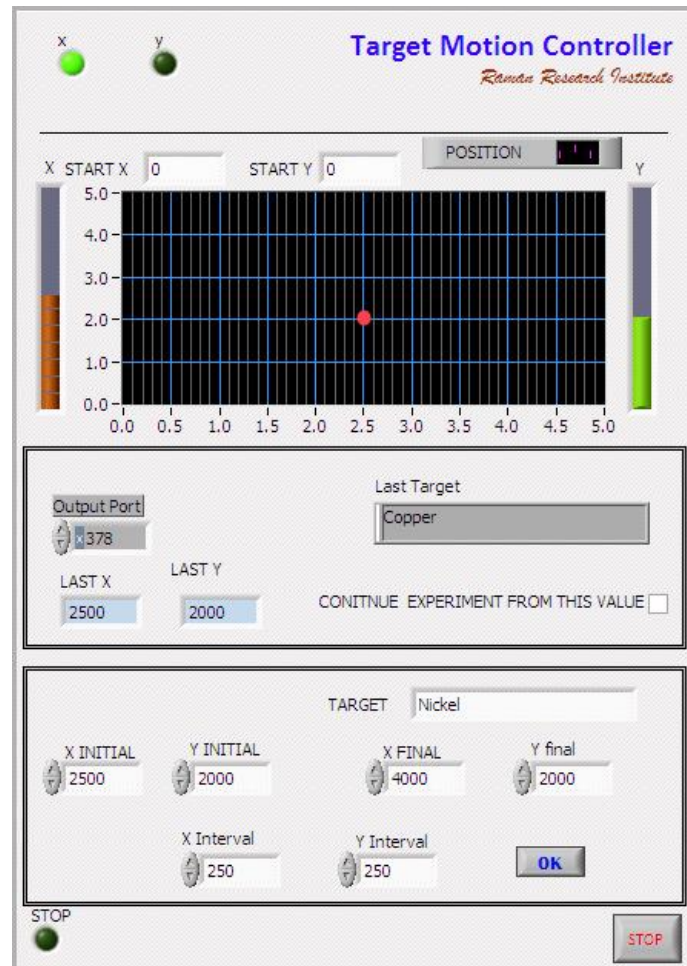 x y
Target Motion Controller
Raman Research Institute
POSITION
X START X 0 START Y 0 Y
5.0
4.0
3.0
2.0
1.0
0.0
0.0 0.5 1.0 1.5 2.0 2.5 3.0 3.5 4.0 4.5 5.0
Last Target
Output Port
Copper
x378
LAST X LAST Y
2500 2000
CONITNUE EXPERIMENT FROM THIS VALUE
TARGET Nickel
X INITIAL Y INITIAL X FINAL Y final
2500 2000 4000 2000
X Interval Y Interval
250 250
OK
STOP
STOP